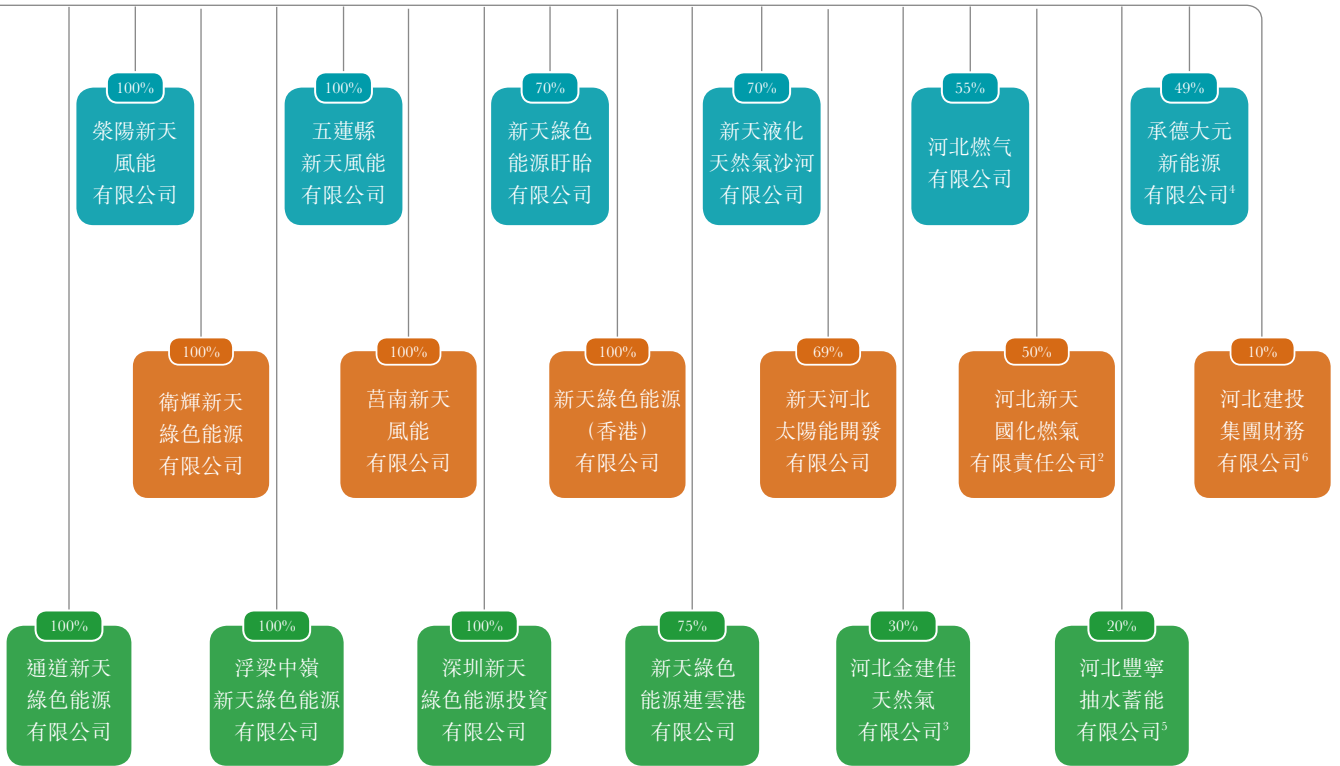 100%
滎陽新天
風能
有限公司
100%
五蓮縣
新天風能
有限公司
70%
新天綠色
能源盱眙
有限公司
70%
新天液化
天然氣沙河
有限公司
55%
河北燃气
有限公司
49%
承德大元
新能源
有限公司4
100%
衛輝新天
綠色能源
有限公司
100%
莒南新天
風能
有限公司
100%
新天綠色能源
(香港)
有限公司
69%
新天河北
太陽能開發
有限公司
50%
河北新天
國化燃氣
有限責任公司2
10%
河北建投
集團財務
有限公司6
100%
通道新天
綠色能源
有限公司
100%
浮梁中嶺
新天綠色能源
有限公司
100%
深圳新天
綠色能源投資
有限公司
75%
新天綠色
能源連雲港
有限公司
30%
河北金建佳
天然氣
有限公司3
20%
河北豐寧
抽水蓄能
有限公司5